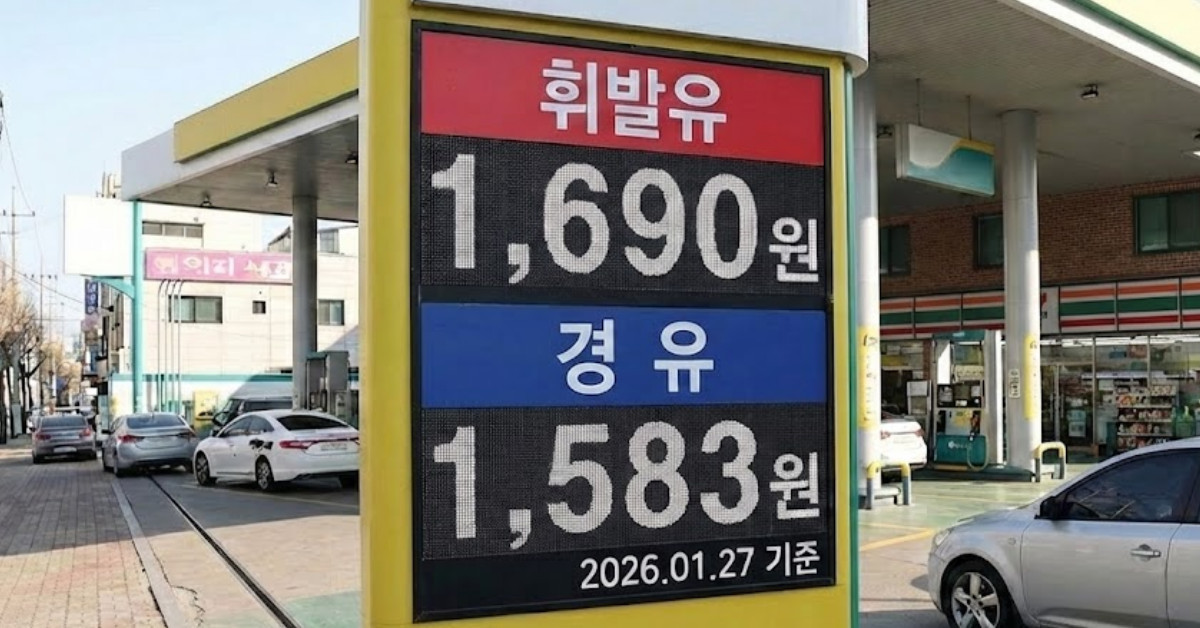 휘발유
1,690원
경 유
1,583원
2026.01.27 기준